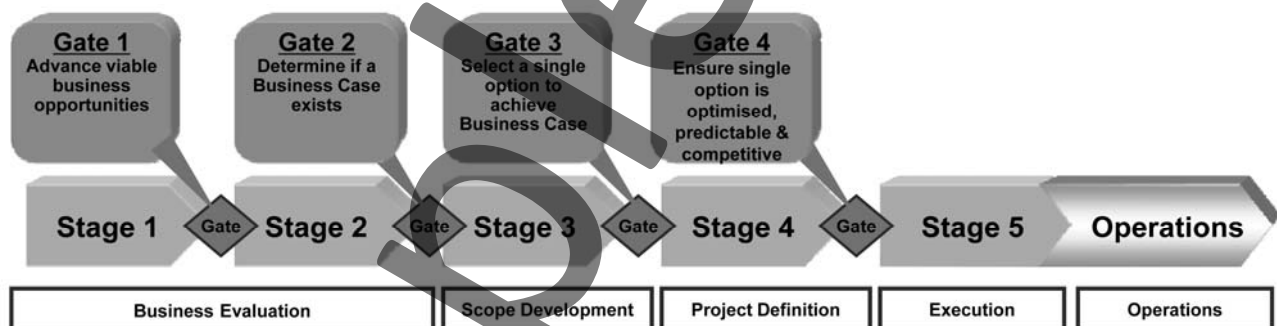 Gate 1
Advance viable
business
opportunities
Gate 2
Determine if a
Business Case
exists
Gate 3
Select a single
option to
achieve
Business Case
Gate 4
Ensure single
option is
optimised,
predictable &
competitive
Stage 1
Gate
Stage 2
Gate
Stage 3
Gate
Stage 4
Gate
Stage 5
Operations
Business Evaluation
Scope Development
Project Definition
Execution
Operations